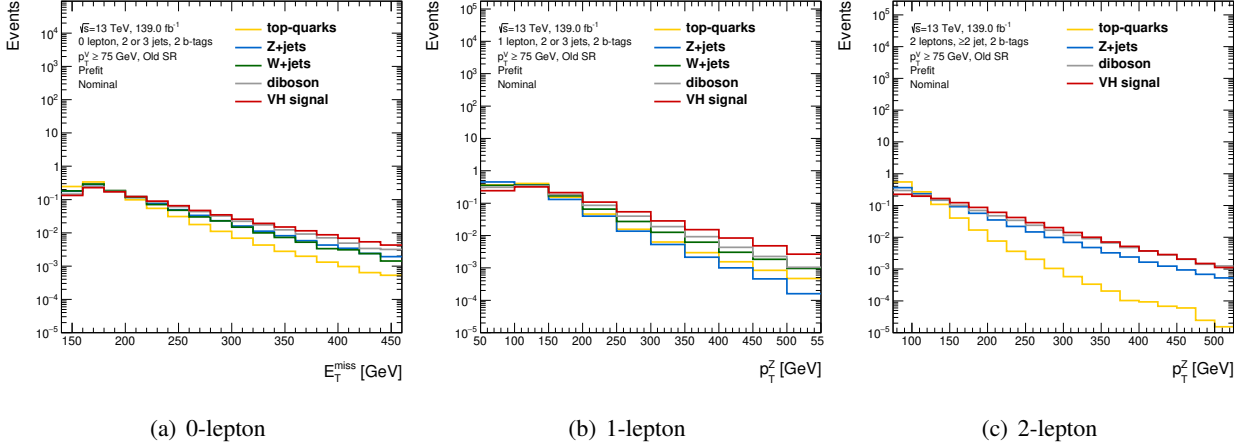 Events
10⁴
10³
10²
10
1
10⁻¹
10⁻²
10⁻³
10⁻⁴
10⁻⁵
√s=13 TeV, 139.0 fb⁻¹
0 lepton, 2 or 3 jets, 2 b-tags
p_T^V ≥ 75 GeV, Old SR
Prefit
Nominal
top-quarks
Z+jets
W+jets
diboson
VH signal
150 200 250 300 350 400 450
E_T^miss [GeV]
(a) 0-lepton
Events
10⁵
10⁴
10³
10²
10
1
10⁻¹
10⁻²
10⁻³
10⁻⁴
10⁻⁵
√s=13 TeV, 139.0 fb⁻¹
1 lepton, 2 or 3 jets, 2 b-tags
p_T^V ≥ 75 GeV, Old SR
Prefit
Nominal
top-quarks
Z+jets
W+jets
diboson
VH signal
50 100 150 200 250 300 350 400 450 500 55
p_T^Z [GeV]
(b) 1-lepton
Events
10⁵
10⁴
10³
10²
10
1
10⁻¹
10⁻²
10⁻³
10⁻⁴
10⁻⁵
√s=13 TeV, 139.0 fb⁻¹
2 leptons, ≥2 jet, 2 b-tags
p_T^V ≥ 75 GeV, Old SR
Prefit
Nominal
top-quarks
Z+jets
diboson
VH signal
100 150 200 250 300 350 400 450 500
p_T^Z [GeV]
(c) 2-lepton